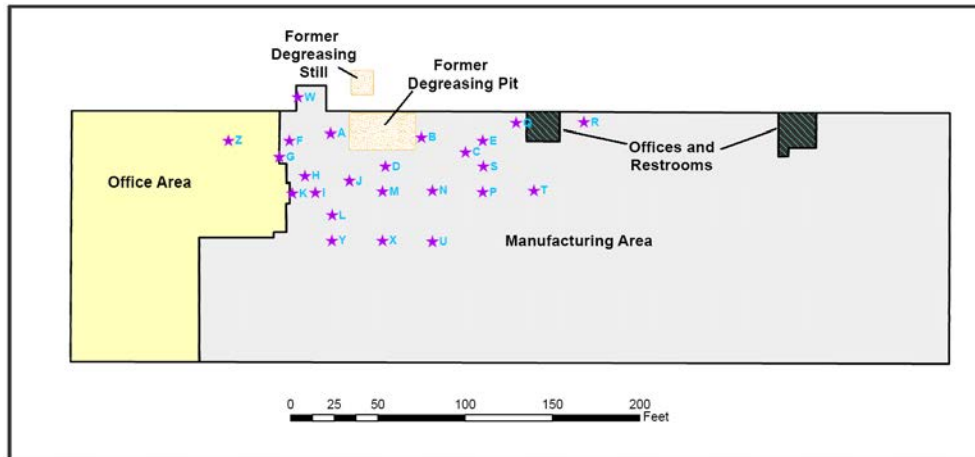 Former
Degreasing
Still
Former
Degreasing Pit
W
Z
F
A
B
E
Q
R
G
C
D
S
H
J
K
I
M
N
P
T
L
Y
X
U
Offices and
Restrooms
Office Area
Manufacturing Area
0 25 50 100 150 200
Feet